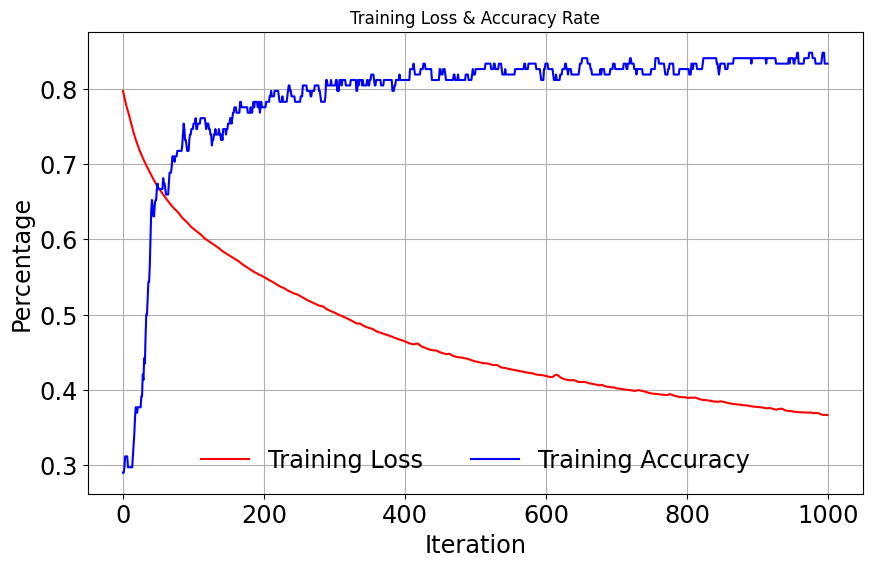 Training Loss & Accuracy Rate
0.8
0.7
0.6
0.5
0.4
0.3
Percentage
Training Loss
Training Accuracy
0 200 400 600 800 1000
Iteration